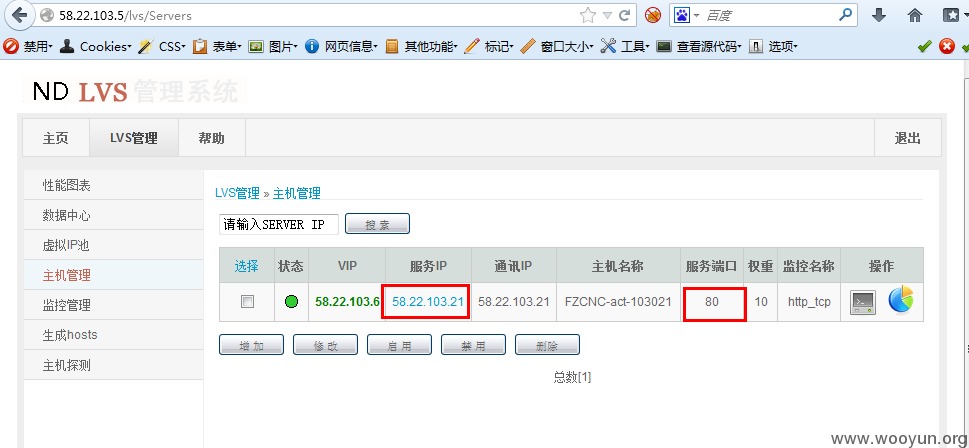 58.22.103.5/lvs/Servers
百度
禁用· Cookies· CSS· 表单· 图片· 网页信息· 其他功能· 标记· 窗口大小· 工具· 查看源代码· 选项·
ND LVS 管理系统
主页 LVS管理 帮助 退出
性能图表
数据中心
虚拟IP池
主机管理
监控管理
生成hosts
主机探测
LVS管理 » 主机管理
请输入SERVER IP 搜 索
选择 状态 VIP 服务IP 通讯IP 主机名称 服务端口 权重 监控名称 操作
58.22.103.6 58.22.103.21 58.22.103.21 FZCNC-act-103021 80 10 http_tcp
增 加 修 改 启 用 禁 用 删除
总数[1]
www.wooyun.org